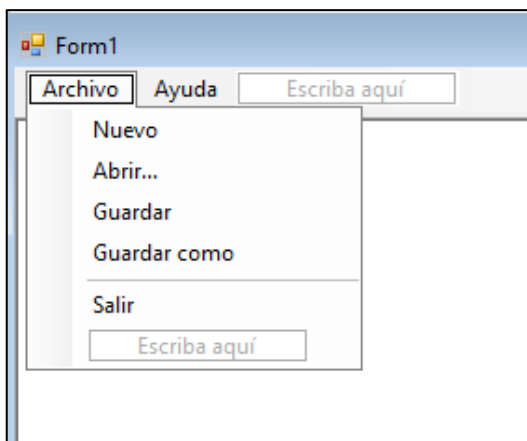 Form1
Archivo Ayuda Escriba aquí
Nuevo
Abrir...
Guardar
Guardar como
Salir
Escriba aquí